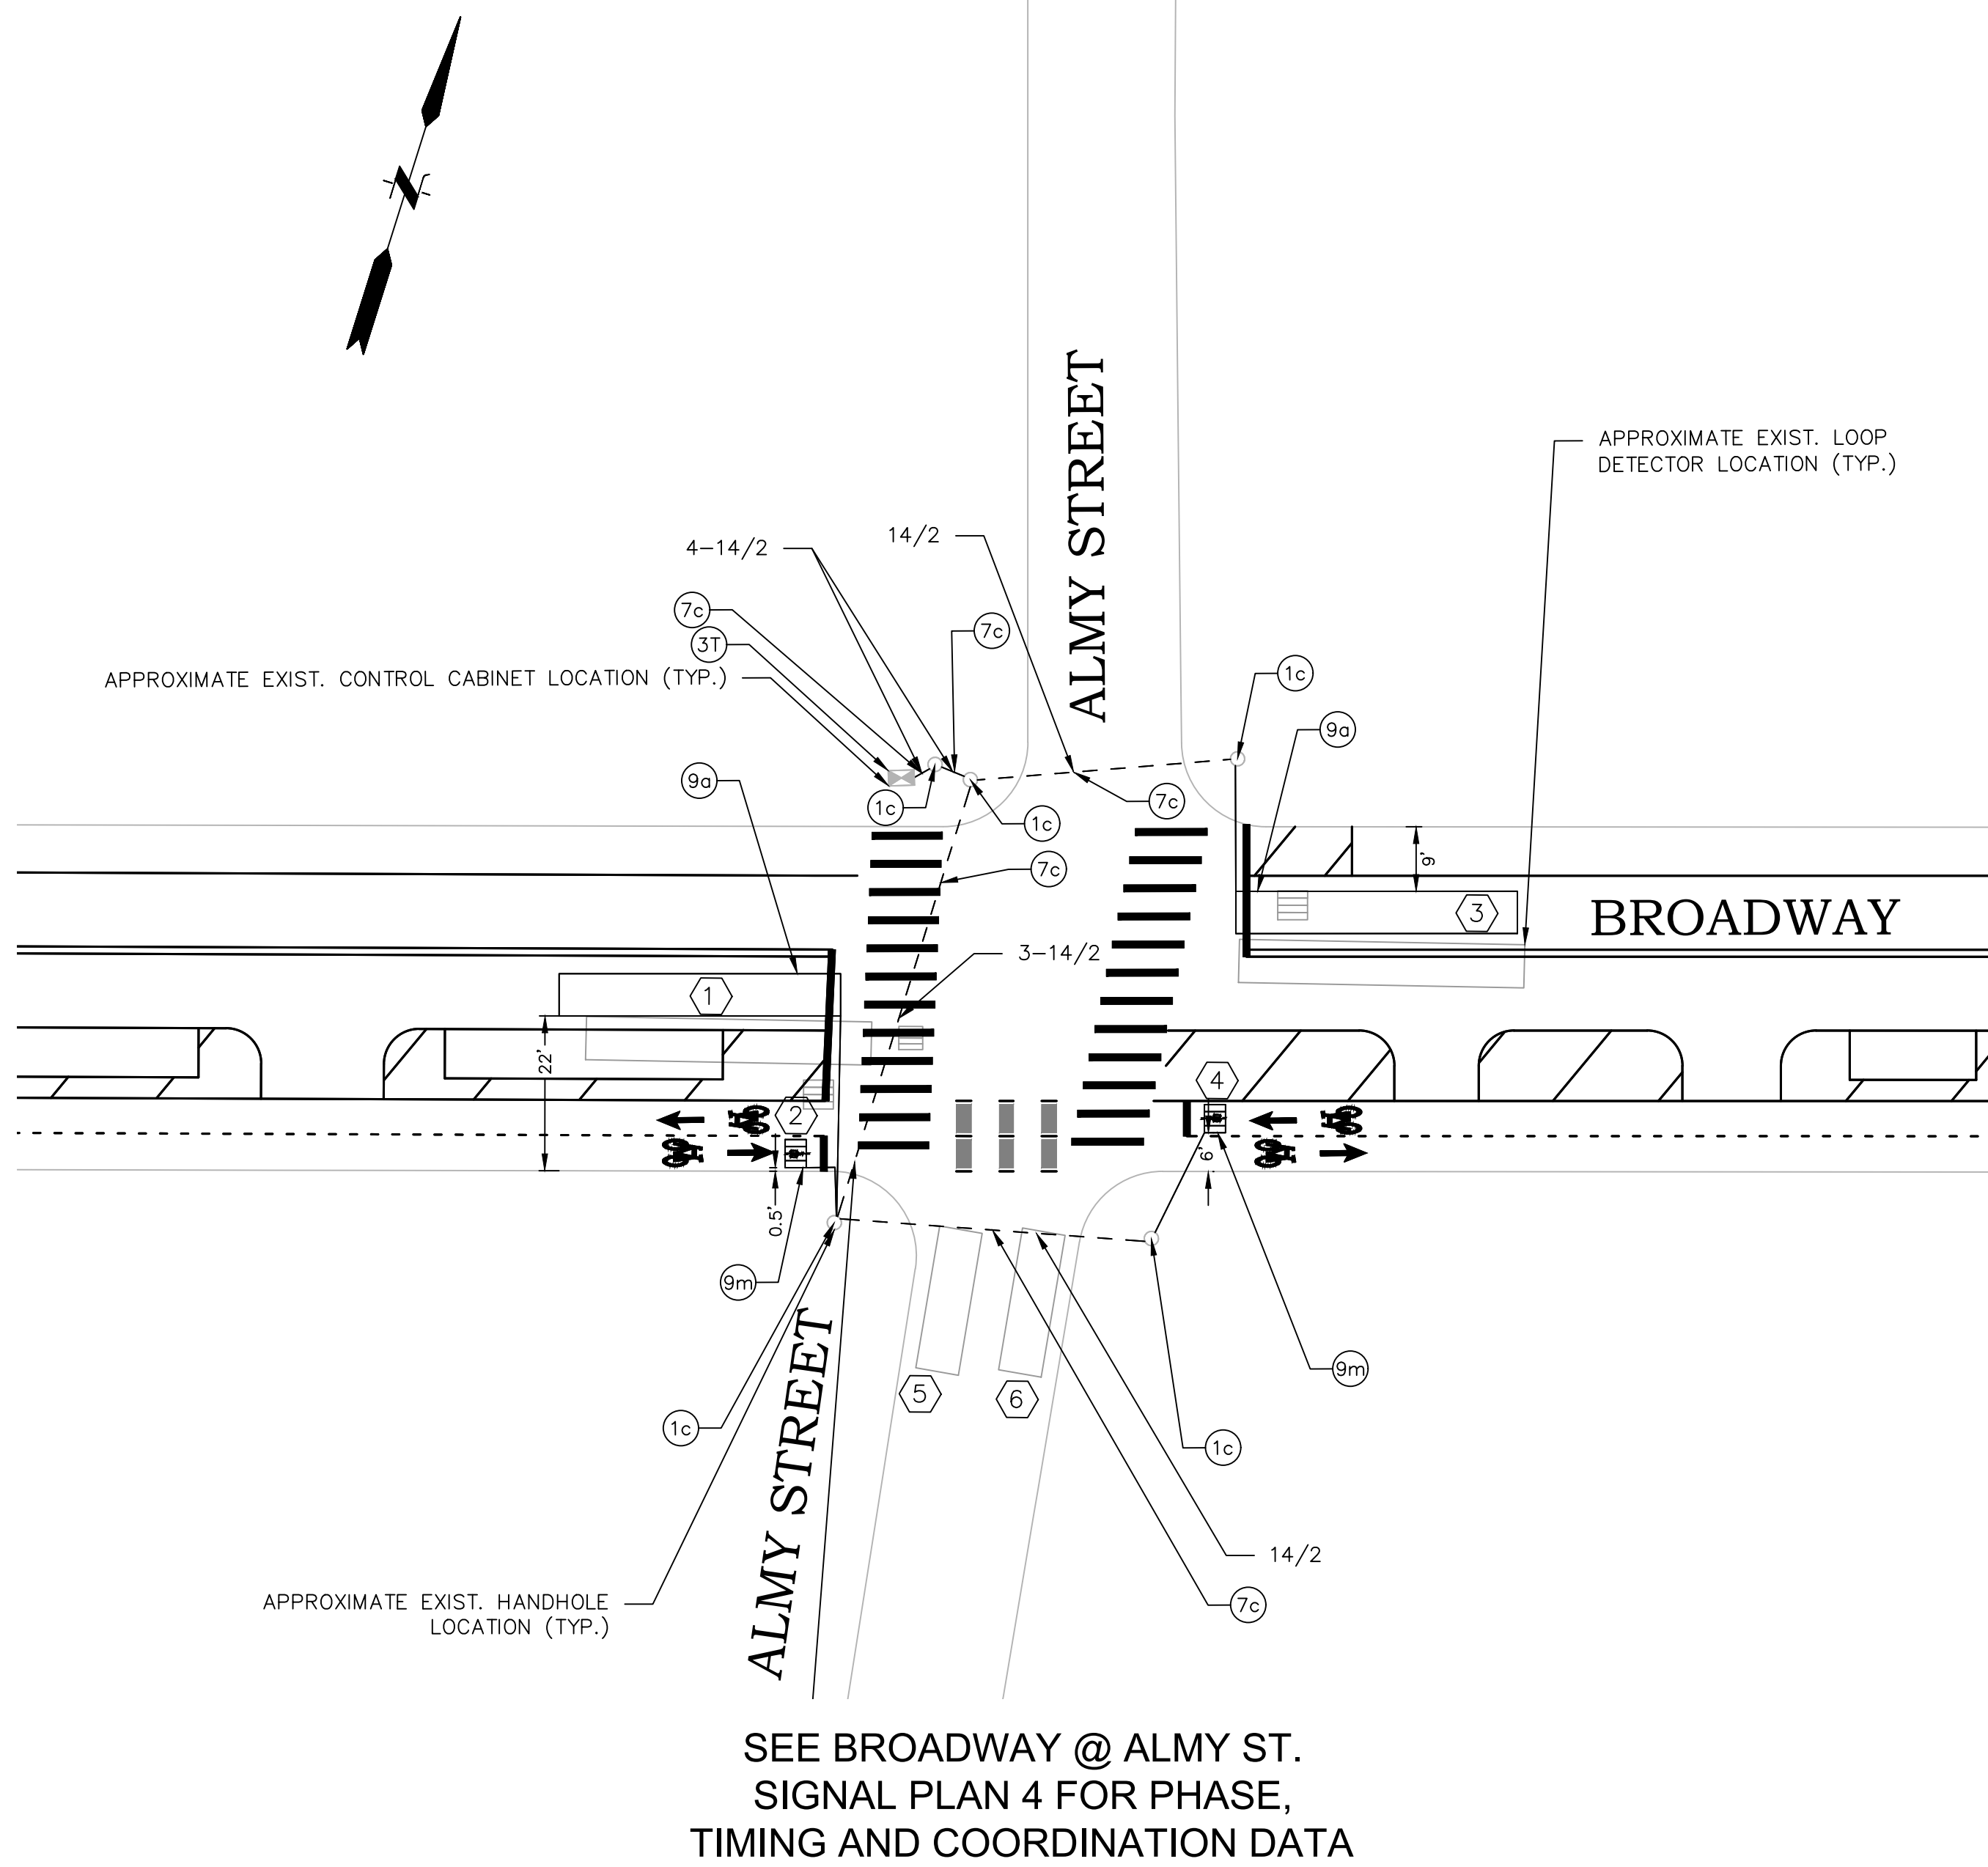 ALMY STREET
APPROXIMATE EXIST. LOOP
DETECTOR LOCATION (TYP.)
14/2
4-14/2
7c
7c
3T
APPROXIMATE EXIST. CONTROL CABINET LOCATION (TYP.)
1c
9a
9a
7c
1c
1c
7c
9'
3
BROADWAY
3-14/2
1
22'
4
2
6'
0.5'
9m
9m
5
6
1c
1c
ALMY STREET
14/2
APPROXIMATE EXIST. HANDHOLE
LOCATION (TYP.)
7c
SEE BROADWAY @ ALMY ST.
SIGNAL PLAN 4 FOR PHASE,
TIMING AND COORDINATION DATA